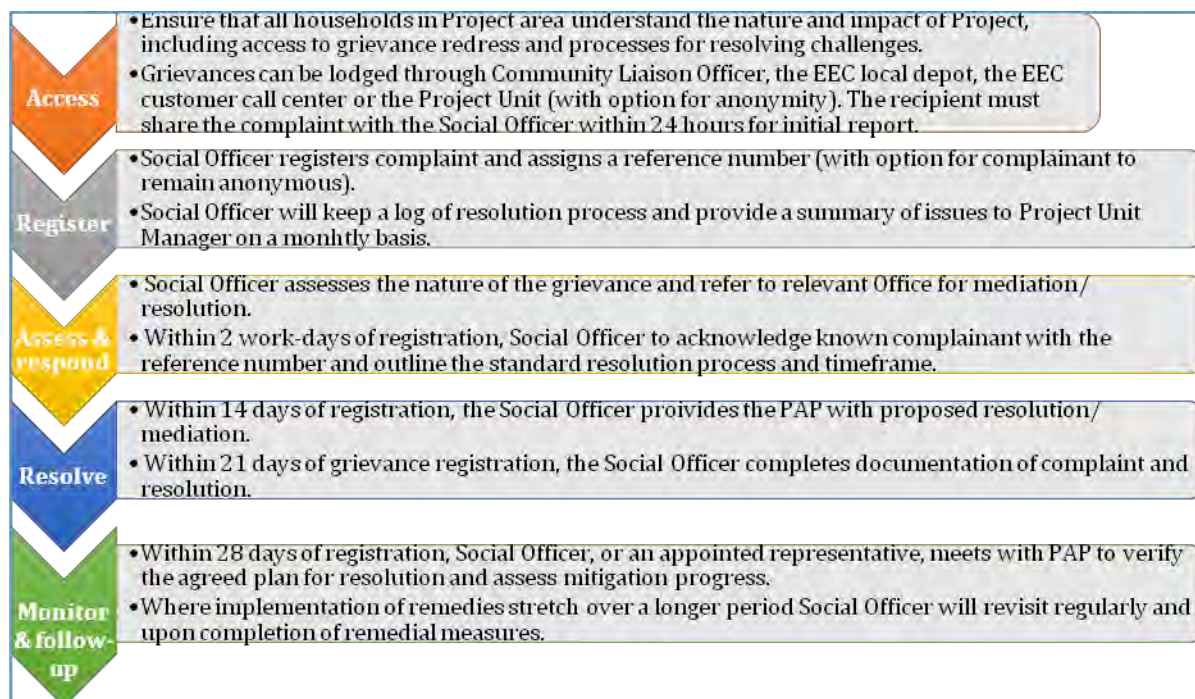 Access
•Ensure that all households in Project area understand the nature and impact of Project,
including access to grievance redress and processes for resolving challenges.
•Grievances can be lodged through Community Liaison Officer, the EEC local depot, the EEC
customer call center or the Project Unit (with option for anonymity). The recipient must
share the complaint with the Social Officer within 24 hours for initial report.
Register
•Social Officer registers complaint and assigns a reference number (with option for complainant to
remain anonymous).
•Social Officer will keep a log of resolution process and provide a summary of issues to Project Unit
Manager on a monhtly basis.
Assess &
respond
• Social Officer assesses the nature of the grievance and refer to relevant Office for mediation/
resolution.
• Within 2 work-days of registration, Social Officer to acknowledge known complainant with the
reference number and outline the standard resolution process and timeframe.
Resolve
• Within 14 days of registration, the Social Officer proivides the PAP with proposed resolution/
mediation.
• Within 21 days of grievance registration, the Social Officer completes documentation of complaint and
resolution.
Monitor
& follow-
up
•Within 28 days of registration, Social Officer, or an appointed representative, meets with PAP to verify
the agreed plan for resolution and assess mitigation progress.
•Where implementation of remedies stretch over a longer period Social Officer will revisit regularly and
upon completion of remedial measures.